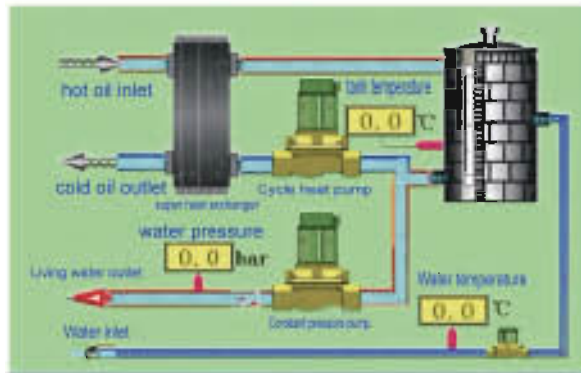 hot oil inlet
tank temperature
0. 0 ℃
cold oil outlet
Cycle heat pump
super heat exchanger
water pressure
0. 0 bar
Living water outlet
Water temperature
0. 0 ℃
Constant pressure pump
Water inlet